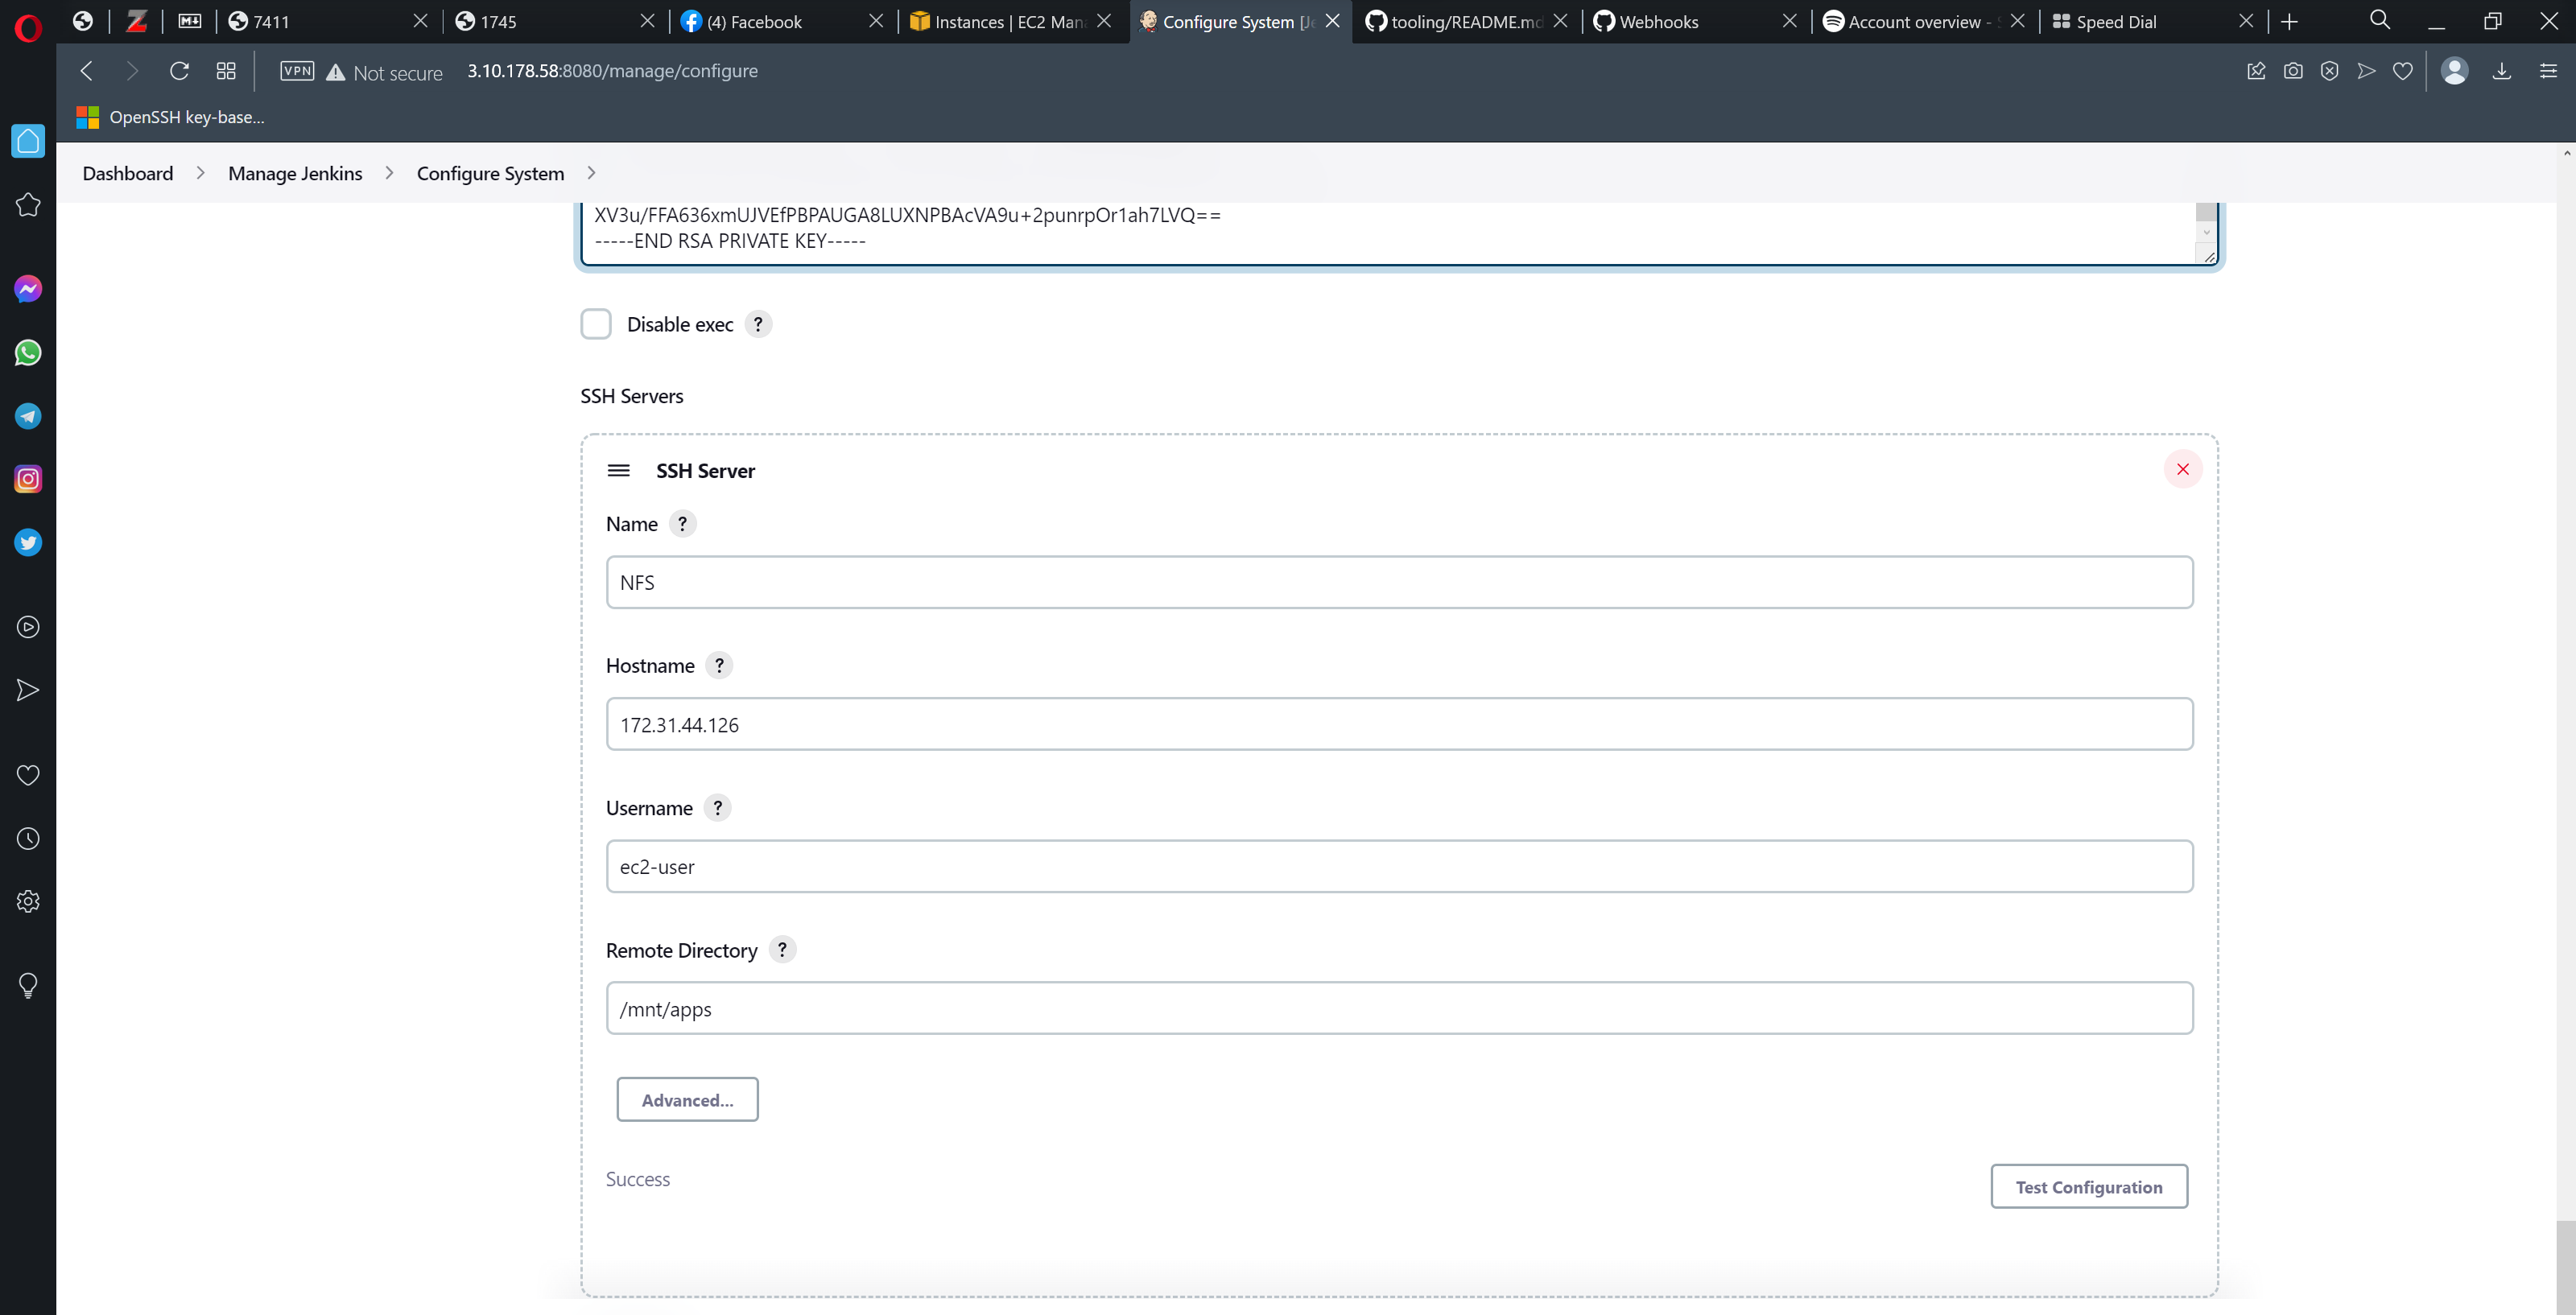 7411
1745
(4) Facebook
Instances | EC2 Man
Configure System [Je
tooling/README.md
Webhooks
Account overview - S
Speed Dial
VPN
Not secure
3.10.178.58:8080/manage/configure
OpenSSH key-base...
Dashboard
Manage Jenkins
Configure System
XV3u/FFA636xmUJVEfPBPAUGA8LUXNPBAcVA9u+2punrpOr1ah7LVQ==
-----END RSA PRIVATE KEY-----
Disable exec ?
SSH Servers
SSH Server
Name ?
NFS
Hostname ?
172.31.44.126
Username ?
ec2-user
Remote Directory ?
/mnt/apps
Advanced...
Success
Test Configuration